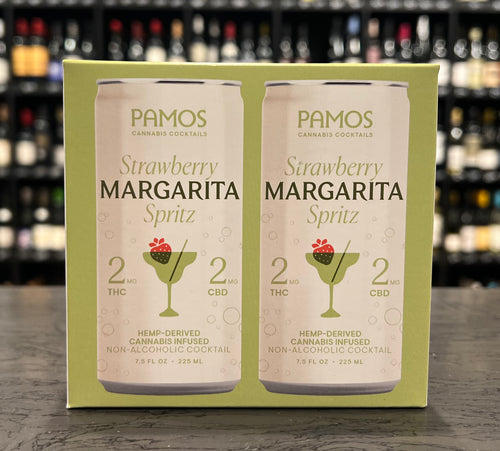 PAMOS
CANNABIS COCKTAILS
Strawberry
MARGARITA
Spritz
2 MG
THC
2 MG
CBD
HEMP-DERIVED
CANNABIS INFUSED
NON-ALCOHOLIC COCKTAIL
7.5 FL OZ • 225 ML
PAMOS
CANNABIS COCKTAILS
Strawberry
MARGARITA
Spritz
2 MG
THC
2 MG
CBD
HEMP-DERIVED
CANNABIS INFUSED
NON-ALCOHOLIC COCKTAIL
7.5 FL OZ • 225 ML